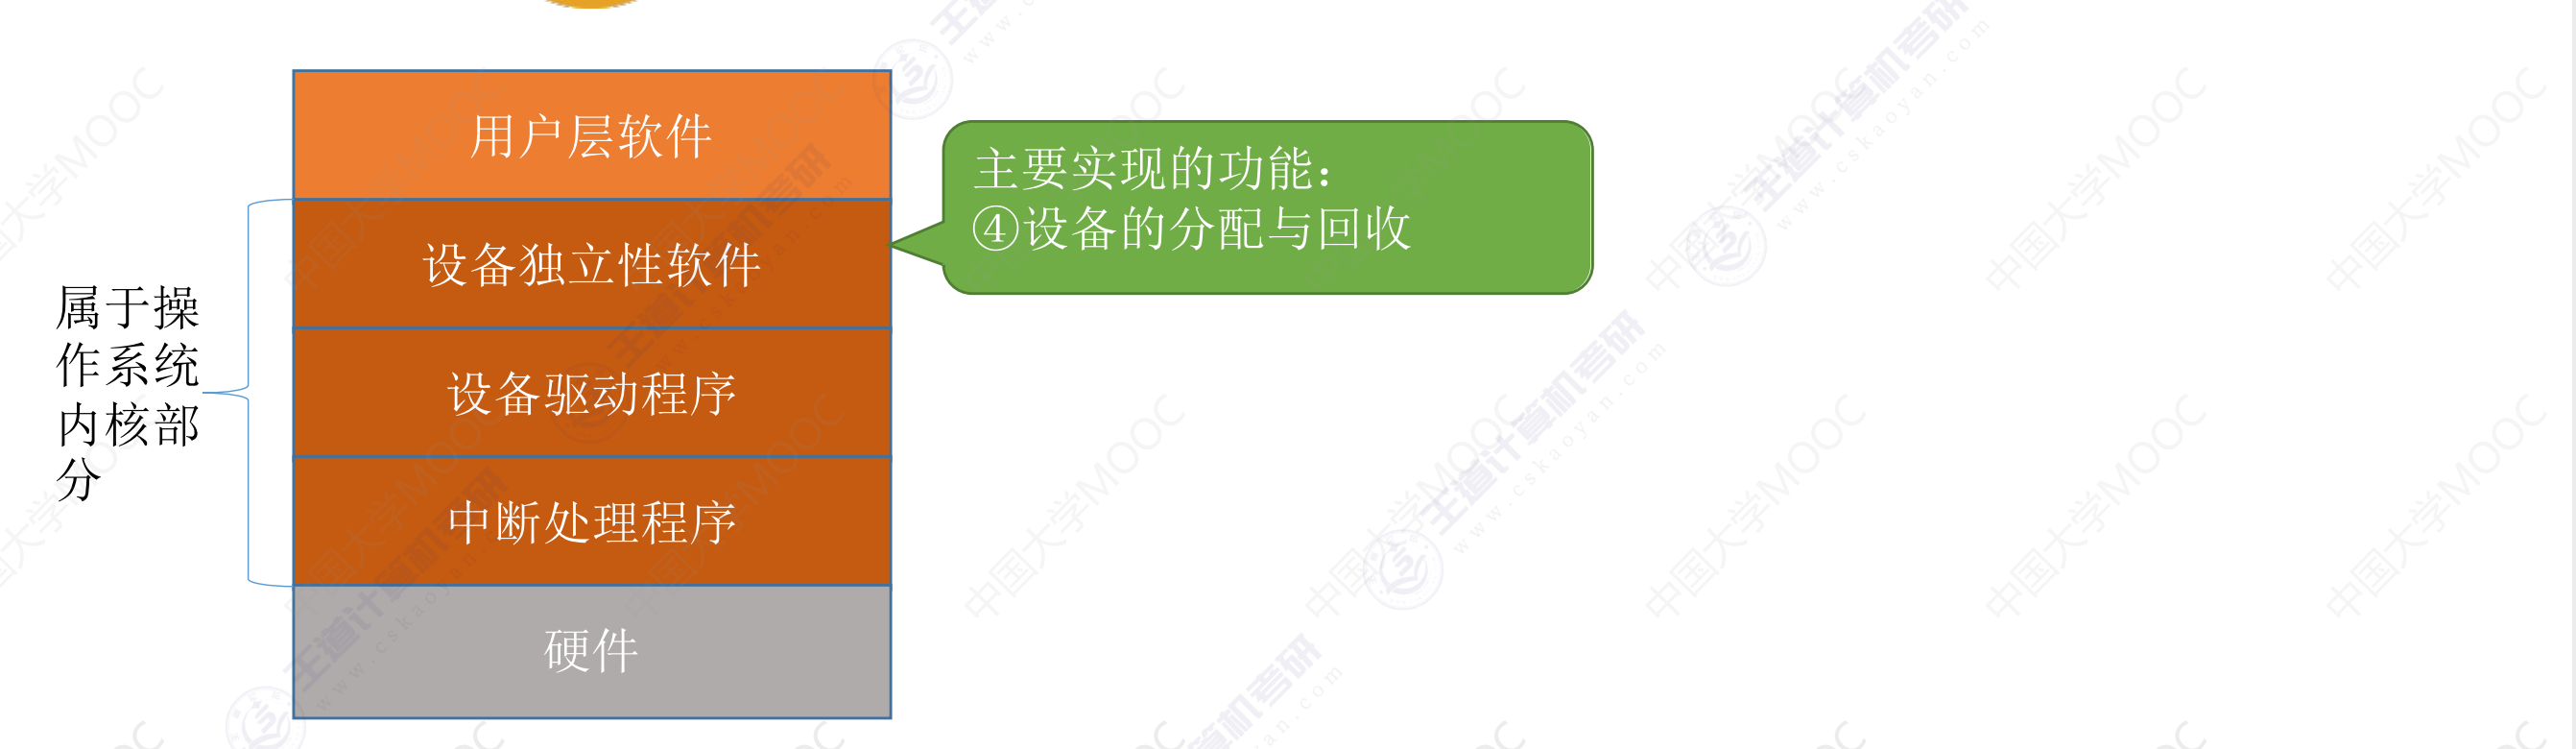 用户层软件
设备独立性软件
设备驱动程序
中断处理程序
硬件
属于操
作系统
内核部
分
主要实现的功能：
④设备的分配与回收
中国大学MOOC
王道计算机考研
www.cskaoyan.com